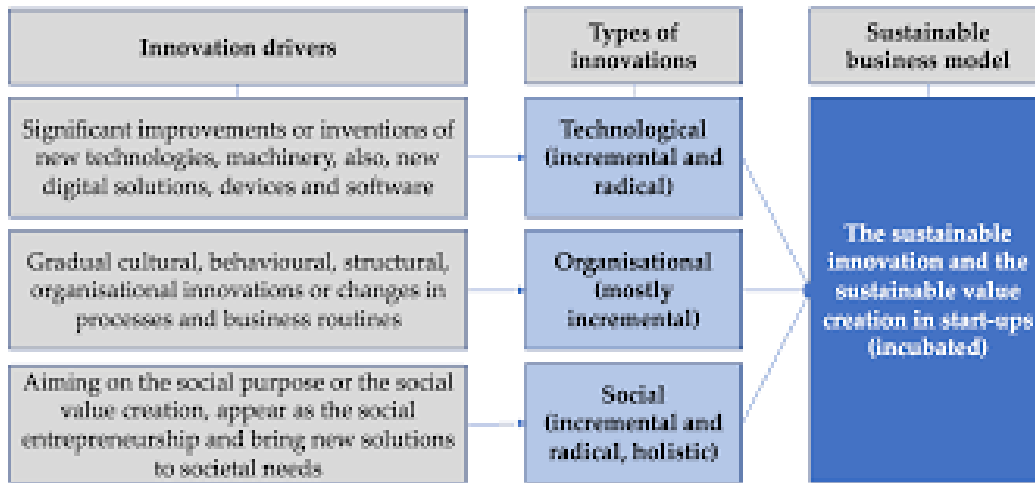 Innovation drivers
Types of
innovations
Sustainable
business model
Significant improvements or inventions of
new technologies, machinery, also, new
digital solutions, devices and software
Technological
(incremental and
radical)
Gradual cultural, behavioural, structural,
organisational innovations or changes in
processes and business routines
Organisational
(mostly
incremental)
Aiming on the social purpose or the social
value creation, appear as the social
entrepreneurship and bring new solutions
to societal needs
Social
(incremental and
radical, holistic)
The sustainable
innovation and the
sustainable value
creation in start-ups
(incubated)